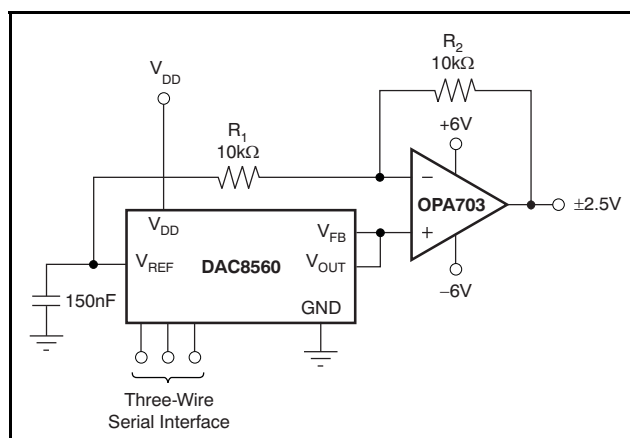 R2
10kΩ
VDD
+6V
R1
10kΩ
−
OPA703
±2.5V
+
VDD
VFB
VREF
DAC8560
VOUT
−6V
150nF
GND
Three-Wire
Serial Interface